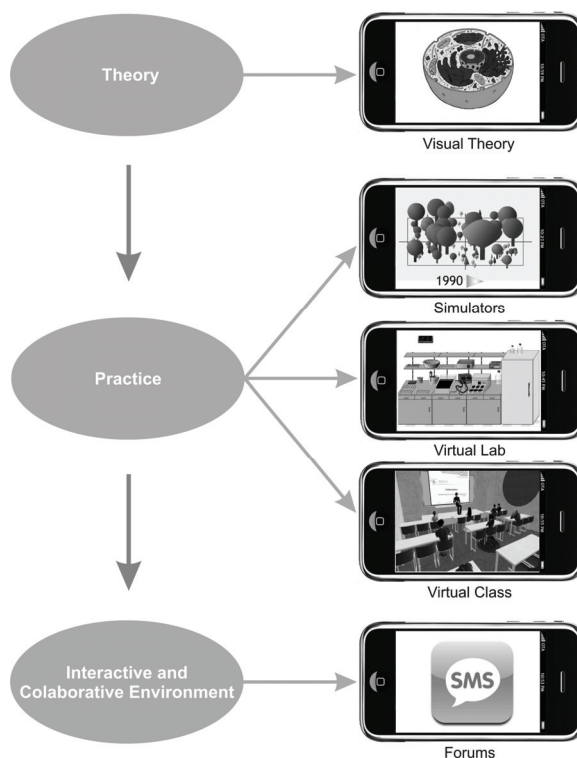 Theory
Visual Theory
1990
Simulators
Practice
Virtual Lab
Virtual Class
Interactive and
Colaborative Environment
SMS
Forums